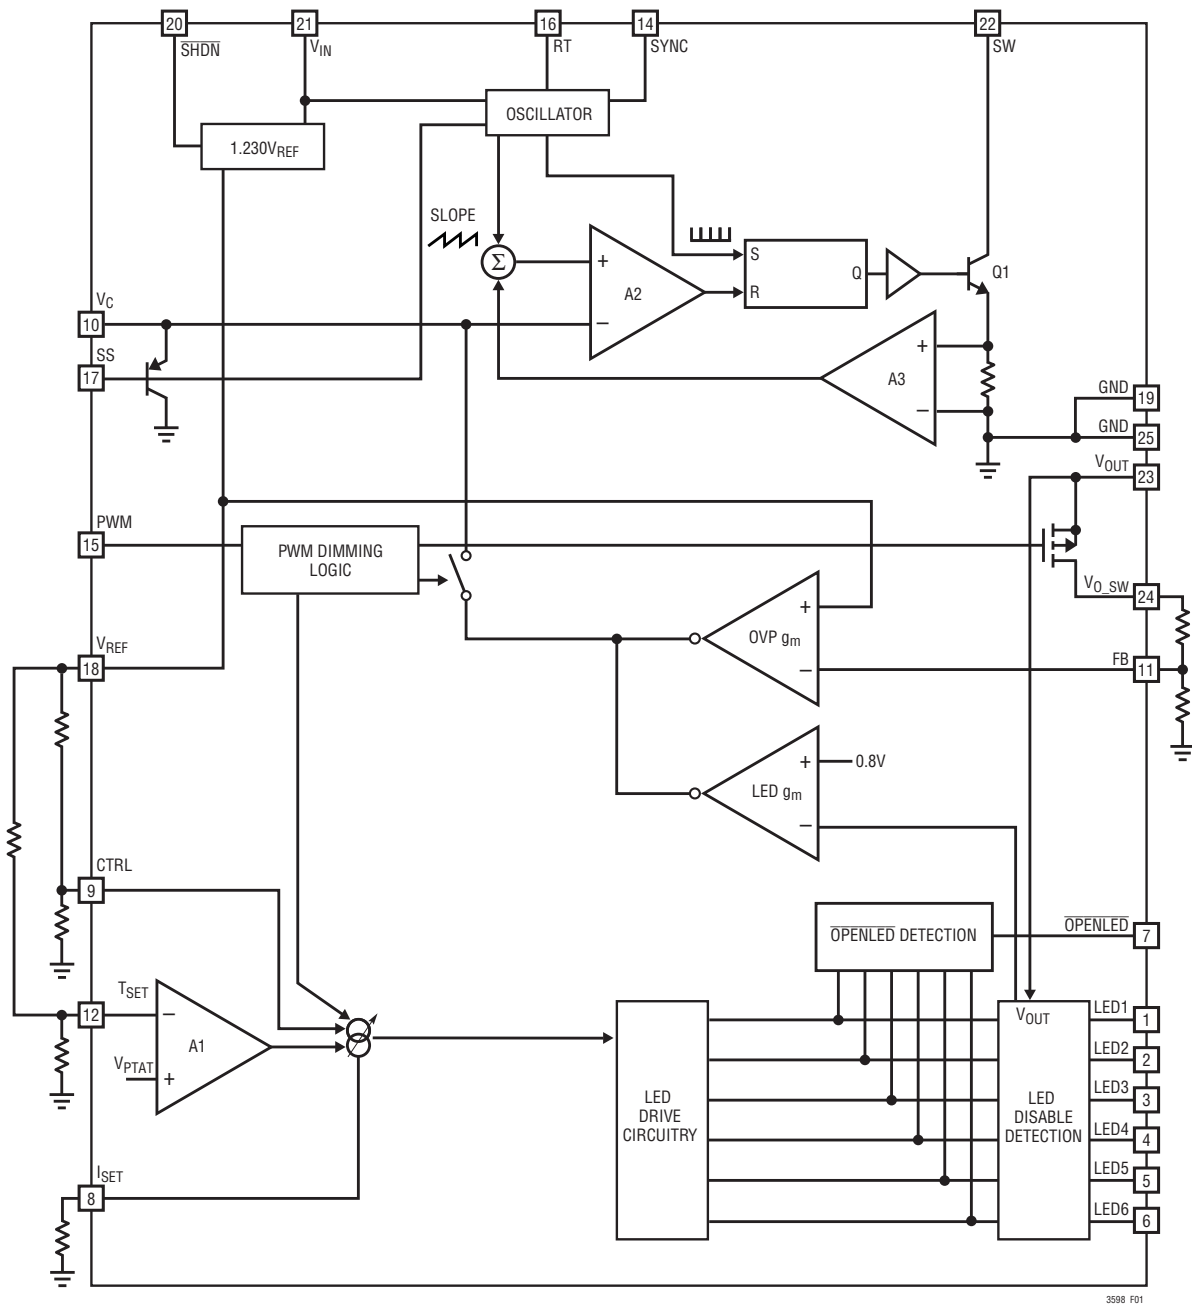 20
21
16
14
22
SHDN
VIN
RT
SYNC
SW
OSCILLATOR
1.230VREF
SLOPE
Σ
+
−
A2
S
R
Q
Q1
VC
10
SS
17
+
−
A3
GND
19
GND
25
VOUT
23
PWM
15
PWM DIMMING
LOGIC
VO_SW
24
+
−
OVP gm
FB
11
VREF
18
+
−
LED gm
0.8V
CTRL
9
OPENLED DETECTION
OPENLED
7
TSET
12
−
+
A1
VPTAT
LED
DRIVE
CIRCUITRY
VOUT
LED
DISABLE
DETECTION
LED1
1
LED2
2
LED3
3
LED4
4
LED5
5
LED6
6
ISET
8
3598 F01